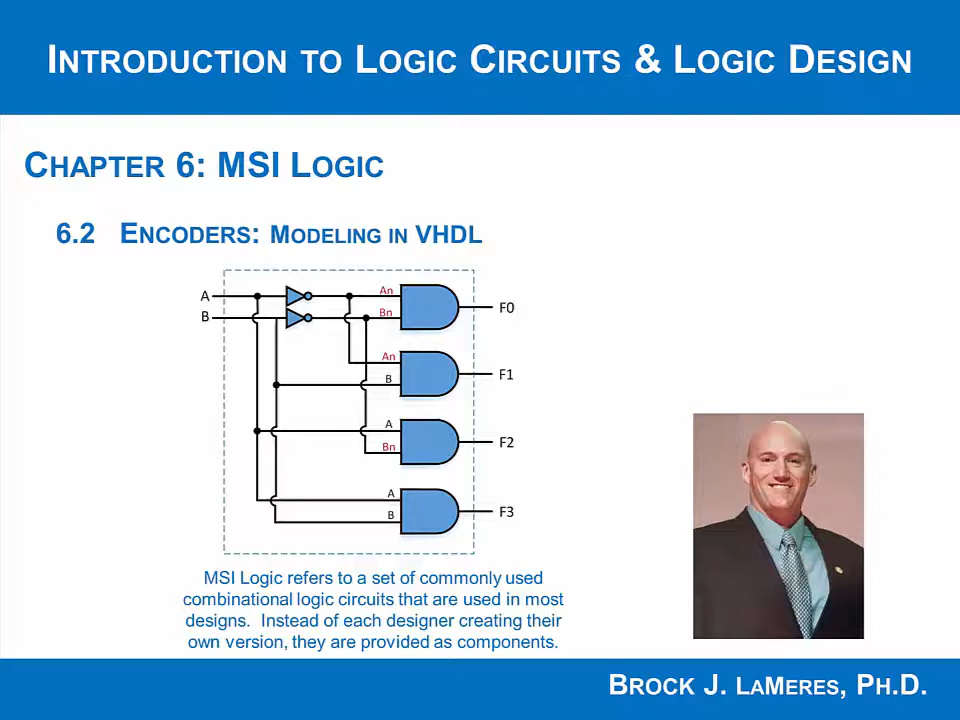 INTRODUCTION TO LOGIC CIRCUITS & LOGIC DESIGN
CHAPTER 6: MSI LOGIC
6.2 ENCODERS: MODELING IN VHDL
A
B
An
Bn
F0
An
B
F1
A
Bn
F2
A
B
F3
MSI Logic refers to a set of commonly used
combinational logic circuits that are used in most
designs. Instead of each designer creating their
own version, they are provided as components.
BROCK J. LAMERES, PH.D.